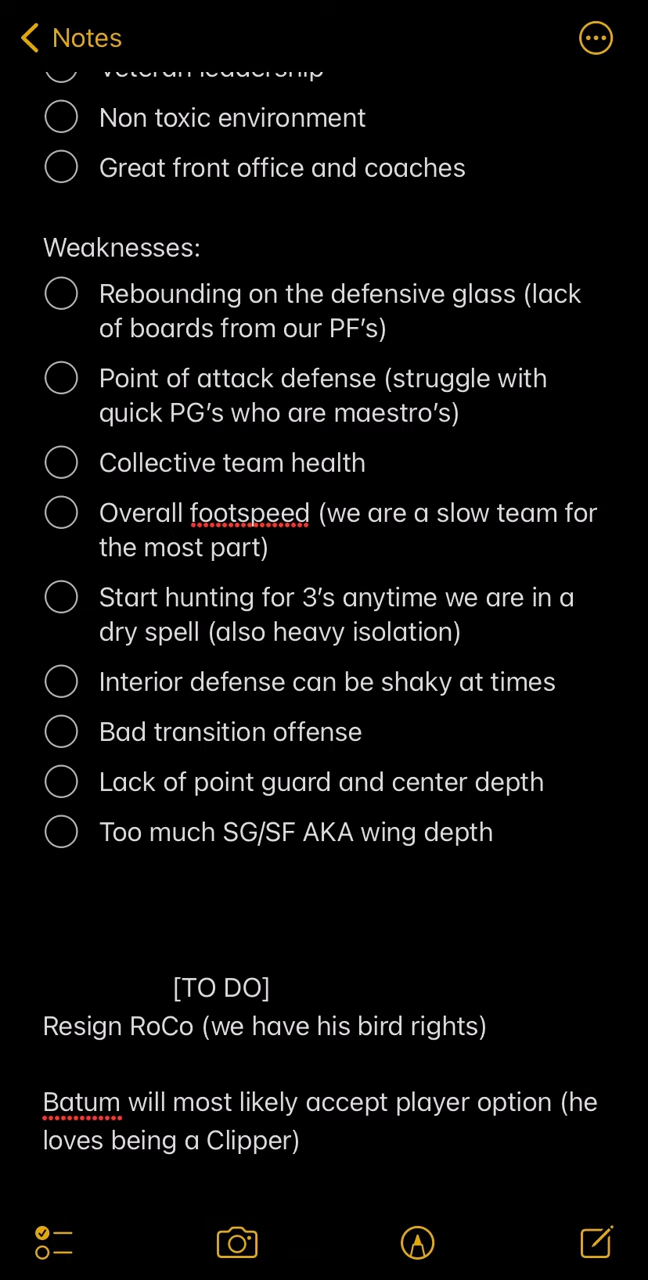 Notes
Veteran leadership
Non toxic environment
Great front office and coaches
Weaknesses:
Rebounding on the defensive glass (lack
of boards from our PF's)
Point of attack defense (struggle with
quick PG's who are maestro's)
Collective team health
Overall footspeed (we are a slow team for
the most part)
Start hunting for 3's anytime we are in a
dry spell (also heavy isolation)
Interior defense can be shaky at times
Bad transition offense
Lack of point guard and center depth
Too much SG/SF AKA wing depth
[TO DO]
Resign RoCo (we have his bird rights)
Batum will most likely accept player option (he
loves being a Clipper)